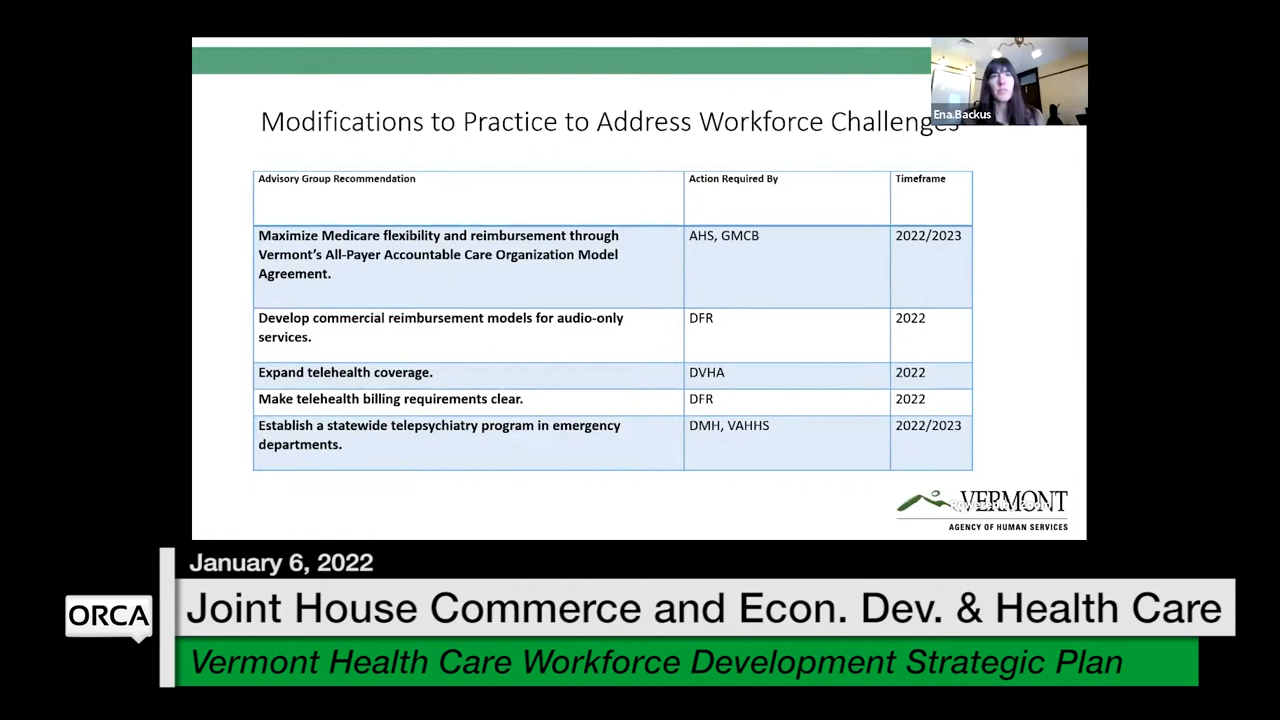 Ena.Backus
Modifications to Practice to Address Workforce Challenges
Advisory Group Recommendation
Action Required By
Timeframe
Maximize Medicare flexibility and reimbursement through
Vermont's All-Payer Accountable Care Organization Model
Agreement.
AHS, GMCB
2022/2023
Develop commercial reimbursement models for audio-only
services.
DFR
2022
Expand telehealth coverage.
DVHA
2022
Make telehealth billing requirements clear.
DFR
2022
Establish a statewide telepsychiatry program in emergency
departments.
DMH, VAHHS
2022/2023
VERMONT
AGENCY OF HUMAN SERVICES
January 6, 2022
ORCA
Joint House Commerce and Econ. Dev. & Health Care
Vermont Health Care Workforce Development Strategic Plan